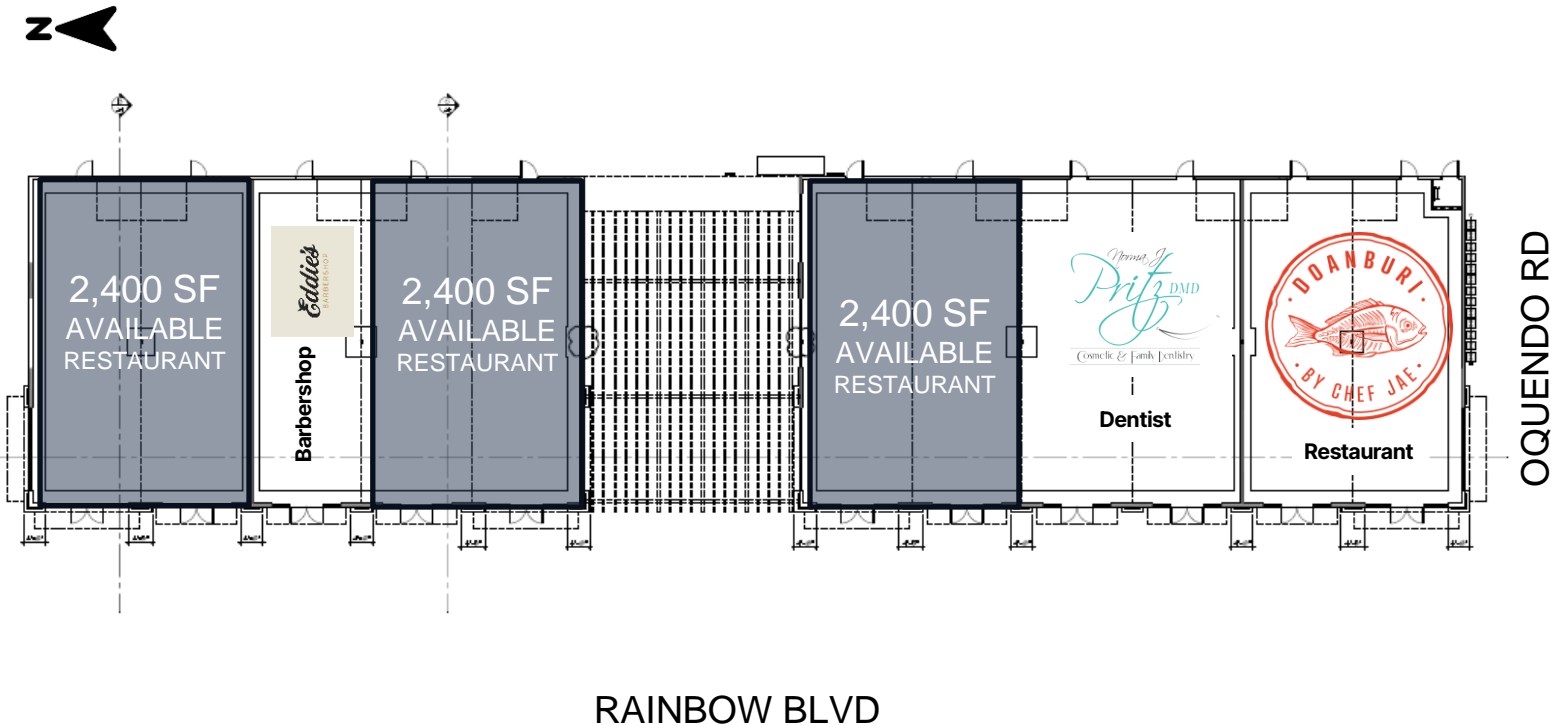 N
2,400 SF
AVAILABLE
RESTAURANT
Eddie's
BARBERSHOP
Barbershop
2,400 SF
AVAILABLE
RESTAURANT
2,400 SF
AVAILABLE
RESTAURANT
Norma J.
Pritz DMD
Cosmetic & Family Dentistry
Dentist
DOANBURI
BY CHEF JAE
Restaurant
OQUENDO RD
RAINBOW BLVD